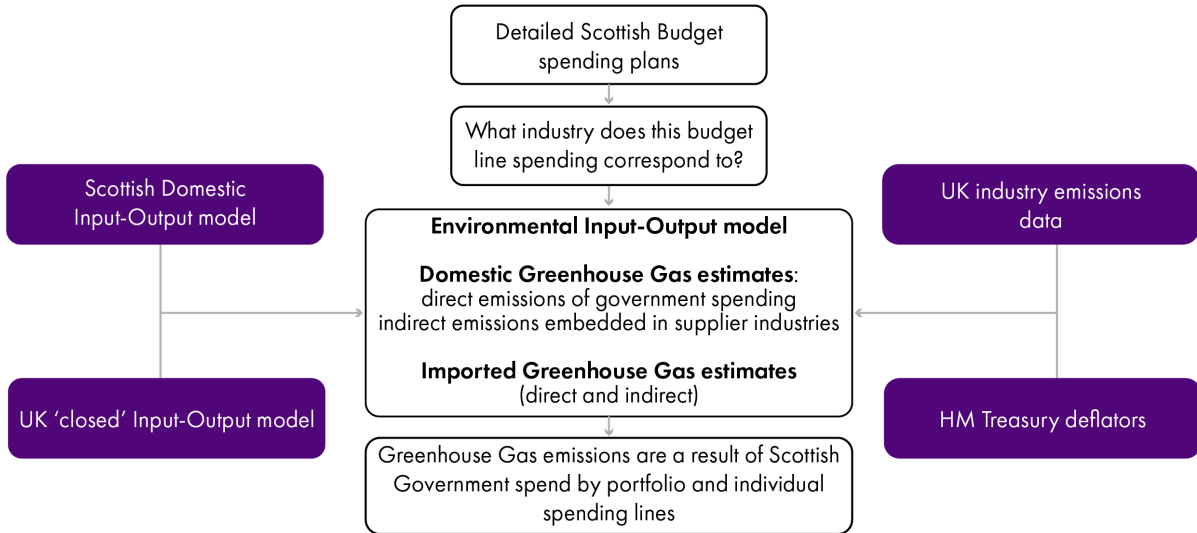 Detailed Scottish Budget
spending plans
What industry does this budget
line spending correspond to?
Scottish Domestic
Input-Output model
UK industry emissions
data
Environmental Input-Output model
Domestic Greenhouse Gas estimates:
direct emissions of government spending
indirect emissions embedded in supplier industries
Imported Greenhouse Gas estimates
(direct and indirect)
UK ‘closed’ Input-Output model
HM Treasury deflators
Greenhouse Gas emissions are a result of Scottish
Government spend by portfolio and individual
spending lines